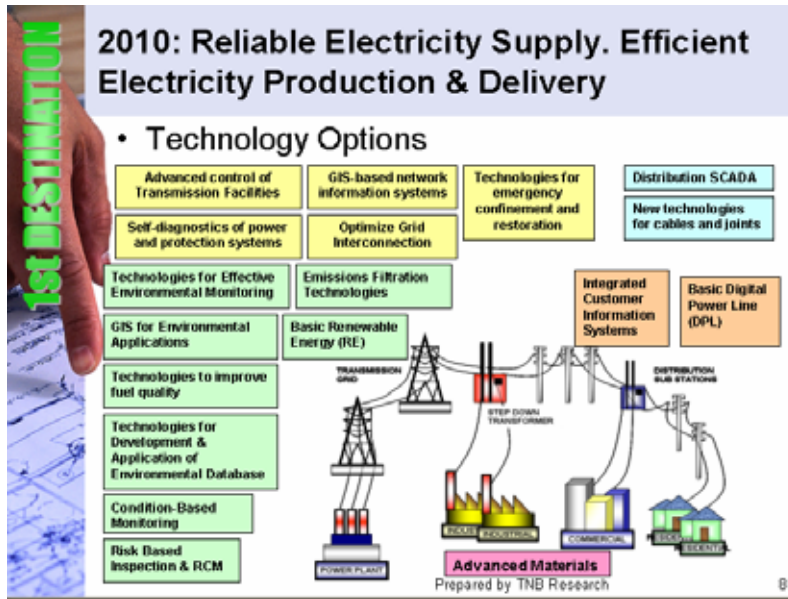 1st DESTINATION
2010: Reliable Electricity Supply. Efficient
Electricity Production & Delivery
• Technology Options
Advanced control of
Transmission Facilities
GIS-based network
information systems
Technologies for
emergency
confinement and
restoration
Distribution SCADA
New technologies
for cables and joints
Self-diagnostics of power
and protection systems
Optimize Grid
Interconnection
Technologies for Effective
Environmental Monitoring
Emissions Filtration
Technologies
Integrated
Customer
Information
Systems
Basic Digital
Power Line
(DPL)
GIS for Environmental
Applications
Basic Renewable
Energy (RE)
Technologies to improve
fuel quality
Technologies for
Development &
Application of
Environmental Database
Condition-Based
Monitoring
Risk Based
Inspection & RCM
TRANSMISSION
GRID
STEP DOWN
TRANSFORMER
DISTRIBUTION
SUB STATIONS
POWER PLANT
INDUST
INDUSTRIAL
COMMERCIAL
RESIDENTIAL
Advanced Materials
Prepared by TNB Research
8